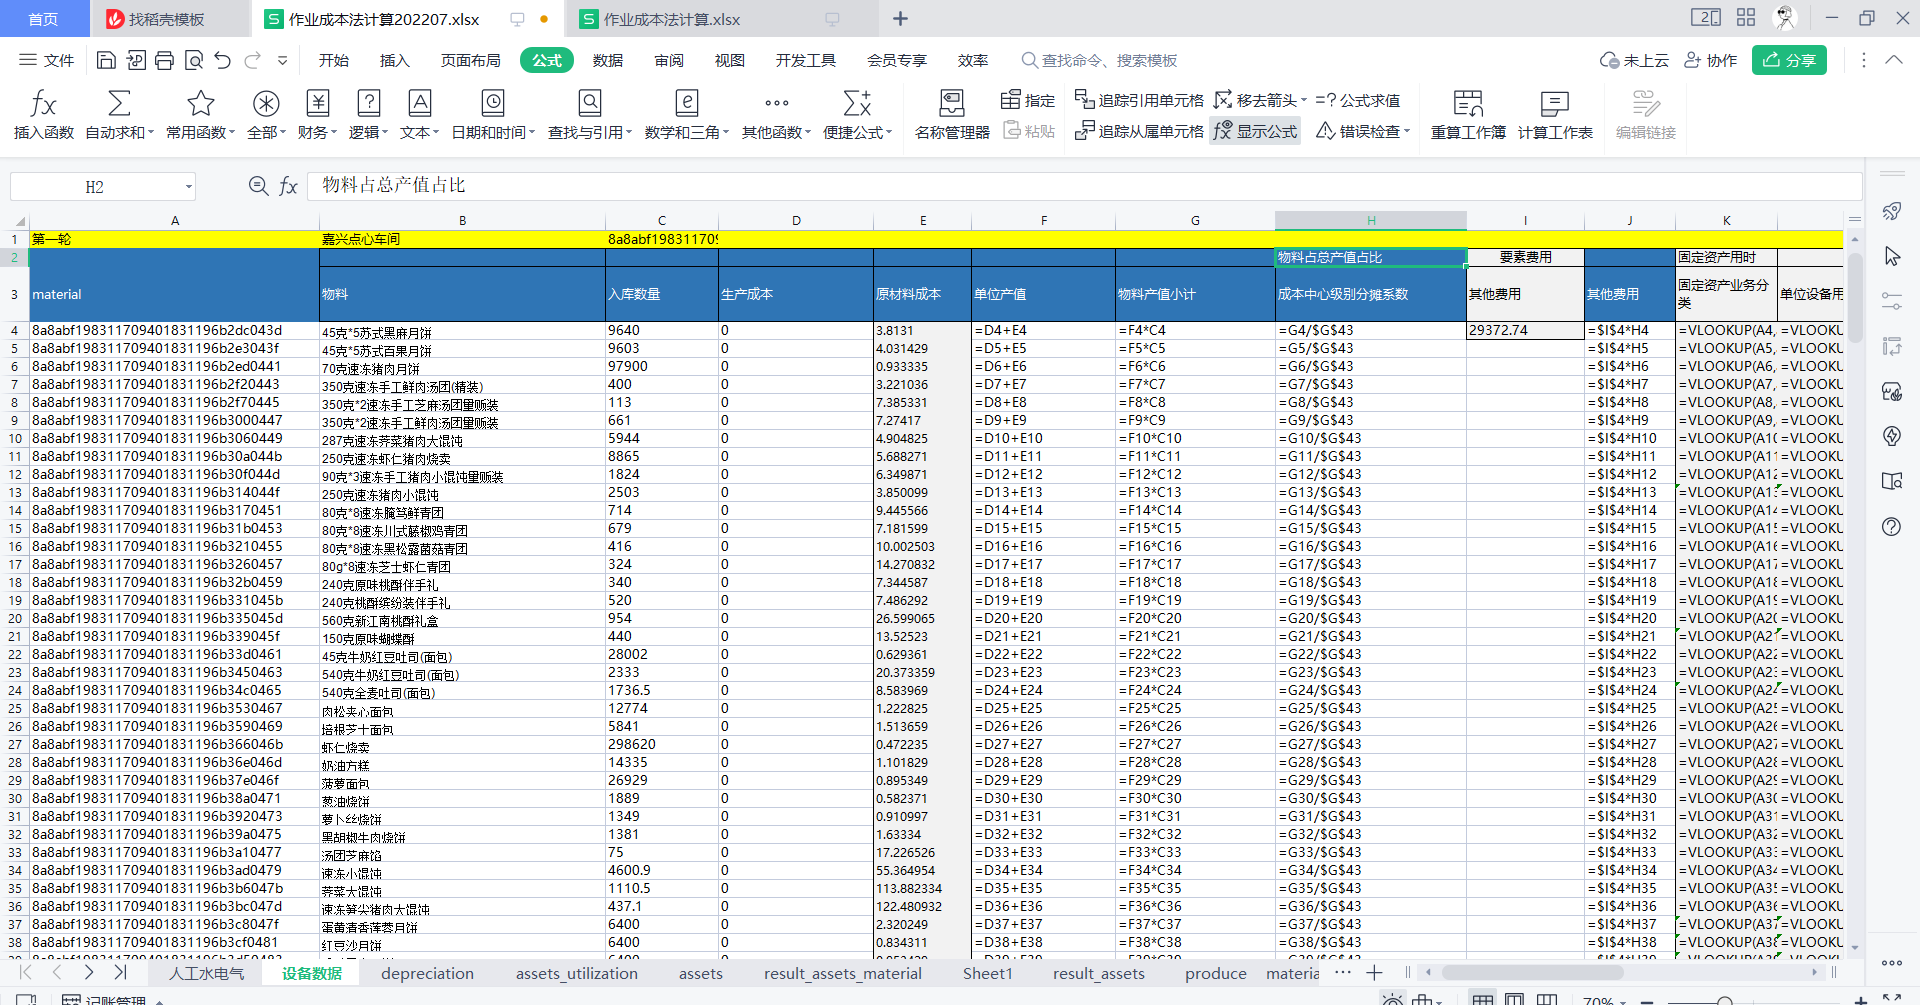 首页 找稻壳模板 作业成本法计算202207.xlsx 作业成本法计算.xlsx
文件 开始 插入 页面布局 公式 数据 审阅 视图 开发工具 会员专享 效率 查找命令、搜索模板 未上云 协作 分享
指定 追踪引用单元格 移去箭头 =? 公式求值
插入函数 自动求和 常用函数 全部 财务 逻辑 文本 日期和时间 查找与引用 数学和三角 其他函数 便捷公式 名称管理器 粘贴 追踪从属单元格 显示公式 错误检查 重算工作簿 计算工作表 编辑链接
H2 fx 物料占总产值占比
A B C D E F G H I J K
1 第一轮 嘉兴点心车间 8a8abf19831170
2 物料占总产值占比 要素费用 固定资产用时
3 material 物料 入库数量 生产成本 原材料成本 单位产值 物料产值小计 成本中心级别分摊系数 其他费用 其他费用 固定资产业务分类 单位设备用
4 8a8abf198311709401831196b2dc043d 45克*5苏式黑麻月饼 9640 0 3.8131 =D4+E4 =F4*C4 =G4/$G$43 29372.74 =$I$4*H4 =VLOOKUP(A4, =VLOOKU
5 8a8abf198311709401831196b2e3043f 45克*5苏式百果月饼 9603 0 4.031429 =D5+E5 =F5*C5 =G5/$G$43 =$I$4*H5 =VLOOKUP(A5, =VLOOKU
6 8a8abf198311709401831196b2ed0441 70克速冻猪肉月饼 97900 0 0.933335 =D6+E6 =F6*C6 =G6/$G$43 =$I$4*H6 =VLOOKUP(A6, =VLOOKU
7 8a8abf198311709401831196b2f20443 350克速冻手工鲜肉汤团(精装) 400 0 3.221036 =D7+E7 =F7*C7 =G7/$G$43 =$I$4*H7 =VLOOKUP(A7, =VLOOKU
8 8a8abf198311709401831196b2f70445 350克*2速冻手工芝麻汤团量贩装 113 0 7.385331 =D8+E8 =F8*C8 =G8/$G$43 =$I$4*H8 =VLOOKUP(A8, =VLOOKU
9 8a8abf198311709401831196b3000447 350克*2速冻手工鲜肉汤团量贩装 661 0 7.27417 =D9+E9 =F9*C9 =G9/$G$43 =$I$4*H9 =VLOOKUP(A9, =VLOOKU
10 8a8abf198311709401831196b3060449 287克速冻荠菜猪肉大馄饨 5944 0 4.904825 =D10+E10 =F10*C10 =G10/$G$43 =$I$4*H10 =VLOOKUP(A10 =VLOOKU
11 8a8abf198311709401831196b30a044b 250克速冻虾仁猪肉烧卖 8865 0 5.688271 =D11+E11 =F11*C11 =G11/$G$43 =$I$4*H11 =VLOOKUP(A11 =VLOOKU
12 8a8abf198311709401831196b30f044d 90克*3速冻手工猪肉小馄饨量贩装 1824 0 6.349871 =D12+E12 =F12*C12 =G12/$G$43 =$I$4*H12 =VLOOKUP(A12 =VLOOKU
13 8a8abf198311709401831196b314044f 250克速冻猪肉小馄饨 2503 0 3.850099 =D13+E13 =F13*C13 =G13/$G$43 =$I$4*H13 =VLOOKUP(A13 =VLOOKU
14 8a8abf198311709401831196b3170451 80克*8速冻腌笃鲜青团 714 0 9.445566 =D14+E14 =F14*C14 =G14/$G$43 =$I$4*H14 =VLOOKUP(A14 =VLOOKU
15 8a8abf198311709401831196b31b0453 80克*8速冻川式藤椒鸡青团 679 0 7.181599 =D15+E15 =F15*C15 =G15/$G$43 =$I$4*H15 =VLOOKUP(A15 =VLOOKU
16 8a8abf198311709401831196b3210455 80克*8速冻黑松露菌菇青团 416 0 10.002503 =D16+E16 =F16*C16 =G16/$G$43 =$I$4*H16 =VLOOKUP(A16 =VLOOKU
17 8a8abf198311709401831196b3260457 80g*8速冻芝士虾仁青团 324 0 14.270832 =D17+E17 =F17*C17 =G17/$G$43 =$I$4*H17 =VLOOKUP(A17 =VLOOKU
18 8a8abf198311709401831196b32b0459 240克原味桃酥伴手礼 340 0 7.344587 =D18+E18 =F18*C18 =G18/$G$43 =$I$4*H18 =VLOOKUP(A18 =VLOOKU
19 8a8abf198311709401831196b331045b 240克桃酥缤纷装伴手礼 520 0 7.486292 =D19+E19 =F19*C19 =G19/$G$43 =$I$4*H19 =VLOOKUP(A19 =VLOOKU
20 8a8abf198311709401831196b335045d 560克新江南桃酥礼盒 954 0 26.599065 =D20+E20 =F20*C20 =G20/$G$43 =$I$4*H20 =VLOOKUP(A20 =VLOOKU
21 8a8abf198311709401831196b339045f 150克原味蝴蝶酥 440 0 13.52523 =D21+E21 =F21*C21 =G21/$G$43 =$I$4*H21 =VLOOKUP(A21 =VLOOKU
22 8a8abf198311709401831196b33d0461 45克牛奶红豆吐司(面包) 28002 0 0.629361 =D22+E22 =F22*C22 =G22/$G$43 =$I$4*H22 =VLOOKUP(A22 =VLOOKU
23 8a8abf198311709401831196b3450463 540克牛奶红豆吐司(面包) 2333 0 20.373359 =D23+E23 =F23*C23 =G23/$G$43 =$I$4*H23 =VLOOKUP(A23 =VLOOKU
24 8a8abf198311709401831196b34c0465 540克全麦吐司(面包) 1736.5 0 8.583969 =D24+E24 =F24*C24 =G24/$G$43 =$I$4*H24 =VLOOKUP(A24 =VLOOKU
25 8a8abf198311709401831196b3530467 肉松夹心面包 12774 0 1.222825 =D25+E25 =F25*C25 =G25/$G$43 =$I$4*H25 =VLOOKUP(A25 =VLOOKU
26 8a8abf198311709401831196b3590469 培根芝士面包 5841 0 1.513659 =D26+E26 =F26*C26 =G26/$G$43 =$I$4*H26 =VLOOKUP(A26 =VLOOKU
27 8a8abf198311709401831196b366046b 虾仁烧卖 298620 0 0.472235 =D27+E27 =F27*C27 =G27/$G$43 =$I$4*H27 =VLOOKUP(A27 =VLOOKU
28 8a8abf198311709401831196b36e046d 奶油方糕 14335 0 1.101829 =D28+E28 =F28*C28 =G28/$G$43 =$I$4*H28 =VLOOKUP(A28 =VLOOKU
29 8a8abf198311709401831196b37e046f 菠萝面包 26929 0 0.895349 =D29+E29 =F29*C29 =G29/$G$43 =$I$4*H29 =VLOOKUP(A29 =VLOOKU
30 8a8abf198311709401831196b38a0471 葱油烧饼 1889 0 0.582371 =D30+E30 =F30*C30 =G30/$G$43 =$I$4*H30 =VLOOKUP(A30 =VLOOKU
31 8a8abf198311709401831196b3920473 萝卜丝烧饼 1349 0 0.910997 =D31+E31 =F31*C31 =G31/$G$43 =$I$4*H31 =VLOOKUP(A31 =VLOOKU
32 8a8abf198311709401831196b39a0475 黑胡椒牛肉烧饼 1381 0 1.63334 =D32+E32 =F32*C32 =G32/$G$43 =$I$4*H32 =VLOOKUP(A32 =VLOOKU
33 8a8abf198311709401831196b3a10477 汤团芝麻馅 75 0 17.226526 =D33+E33 =F33*C33 =G33/$G$43 =$I$4*H33 =VLOOKUP(A33 =VLOOKU
34 8a8abf198311709401831196b3ad0479 速冻小馄饨 4600.9 0 55.364954 =D34+E34 =F34*C34 =G34/$G$43 =$I$4*H34 =VLOOKUP(A34 =VLOOKU
35 8a8abf198311709401831196b3b6047b 荠菜大馄饨 1110.5 0 113.882334 =D35+E35 =F35*C35 =G35/$G$43 =$I$4*H35 =VLOOKUP(A35 =VLOOKU
36 8a8abf198311709401831196b3bc047d 速冻笋尖猪肉大馄饨 437.1 0 122.480932 =D36+E36 =F36*C36 =G36/$G$43 =$I$4*H36 =VLOOKUP(A36 =VLOOKU
37 8a8abf198311709401831196b3c8047f 蛋黄清香莲蓉月饼 6400 0 2.320249 =D37+E37 =F37*C37 =G37/$G$43 =$I$4*H37 =VLOOKUP(A37 =VLOOKU
38 8a8abf198311709401831196b3cf0481 红豆沙月饼 6400 0 0.834311 =D38+E38 =F38*C38 =G38/$G$43 =$I$4*H38 =VLOOKUP(A38 =VLOOKU
人工水电气 设备数据 depreciation assets_utilization assets result_assets_material Sheet1 result_assets produce materia ...
记账管理 70%